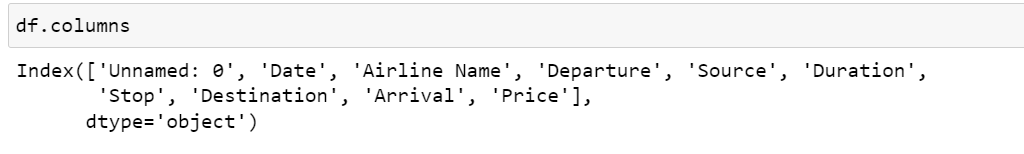 df.columns
Index(['Unnamed: 0', 'Date', 'Airline Name', 'Departure', 'Source', 'Duration',
'Stop', 'Destination', 'Arrival', 'Price'],
dtype='object')